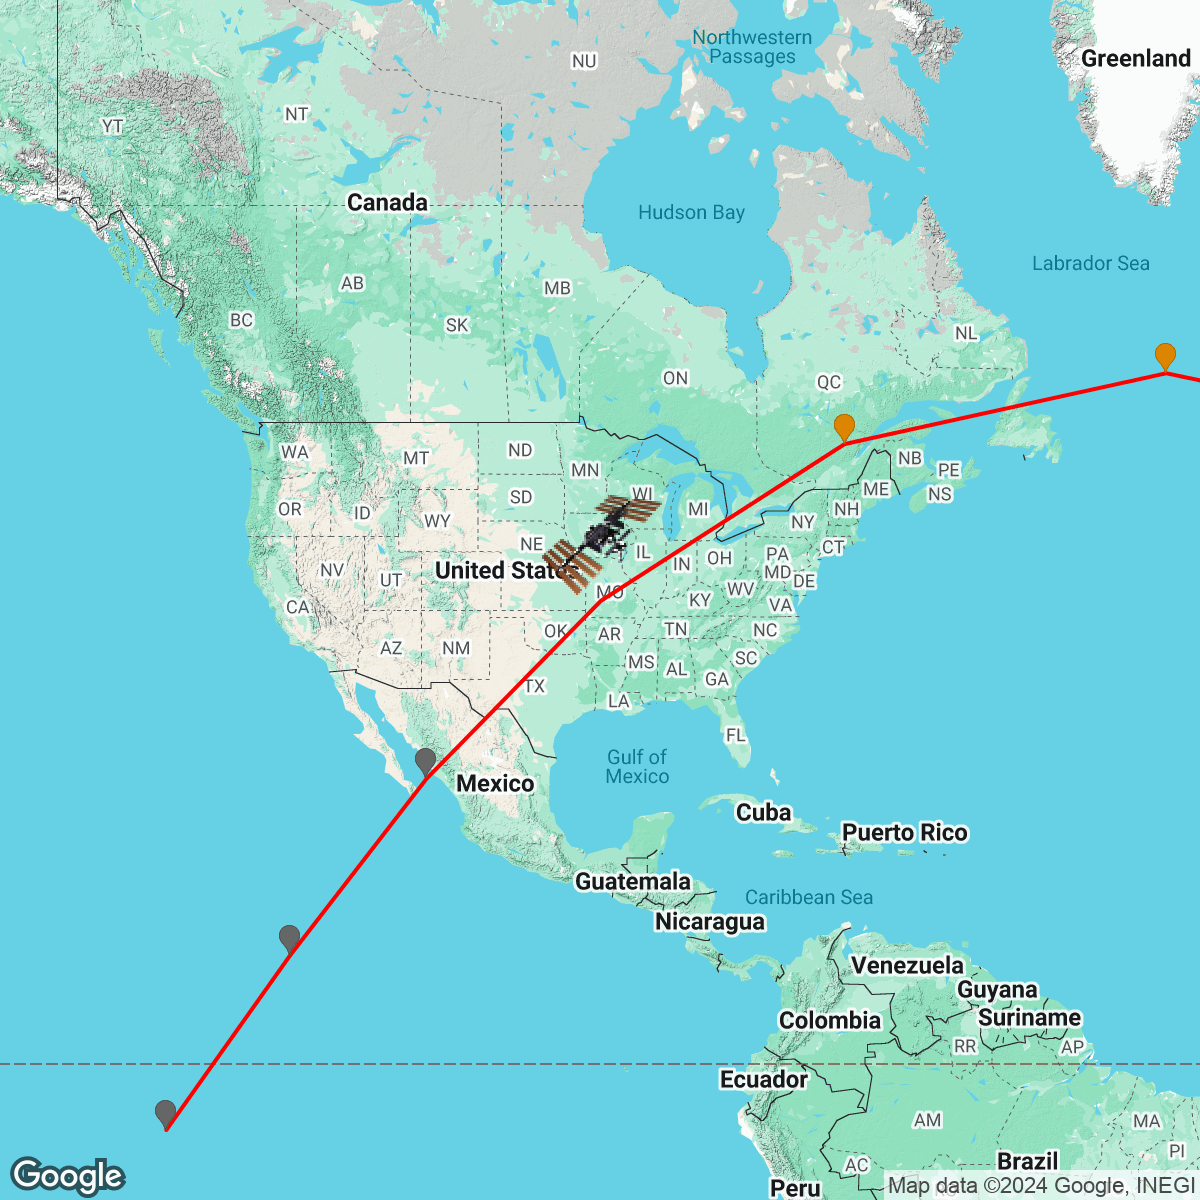 Northwestern
Passages
Greenland
NU
NT
YT
Canada
Hudson Bay
Labrador Sea
AB
MB
SK
BC
NL
ON
QC
WA
MT
ND
MN
NB
PE
NS
ME
SD
WI
OR
ID
WY
MI
NH
NY
NE
IL
IN
OH
PA
CT
United States
NV
UT
MD
DE
MO
KY
WV
VA
CA
OK
AR
TN
NC
AZ
NM
MS
AL
SC
GA
TX
LA
FL
Gulf of
Mexico
Mexico
Cuba
Puerto Rico
Guatemala
Caribbean Sea
Nicaragua
Venezuela
Guyana
Suriname
Colombia
RR
AP
Ecuador
AM
MA
PI
AC
Brazil
Peru
Google
Map data ©2024 Google, INEGI